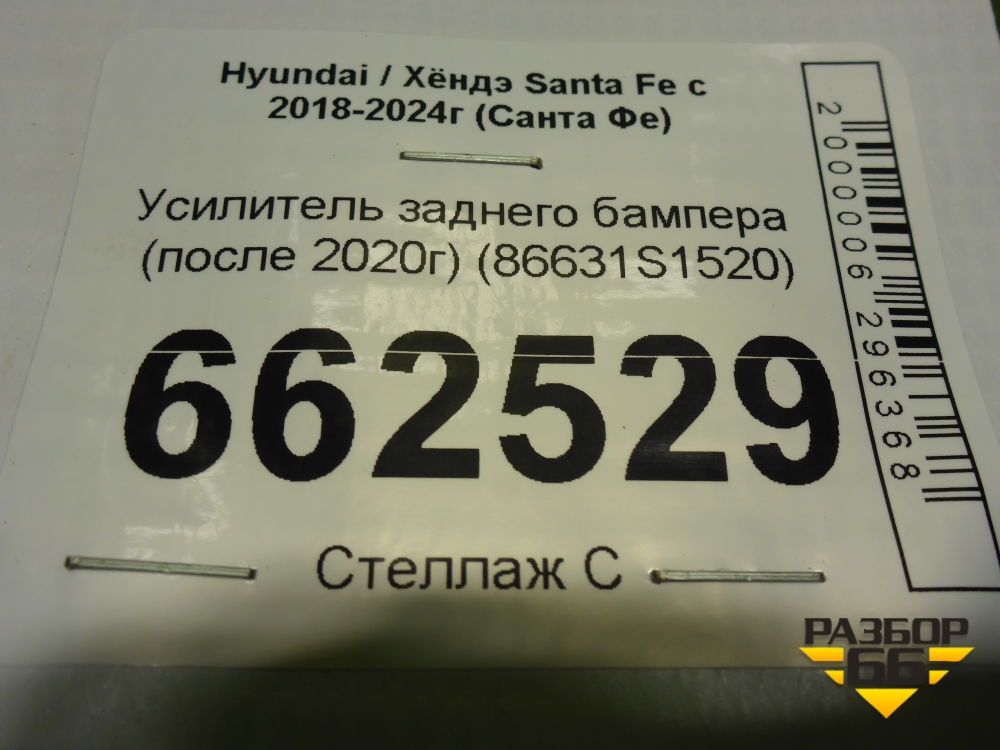 Hyundai / Хёндэ Santa Fe с
2018-2024г (Санта Фе)
Усилитель заднего бампера
(после 2020г) (86631S1520)
662529
Стеллаж С
2000006296368
РАЗБОР
66